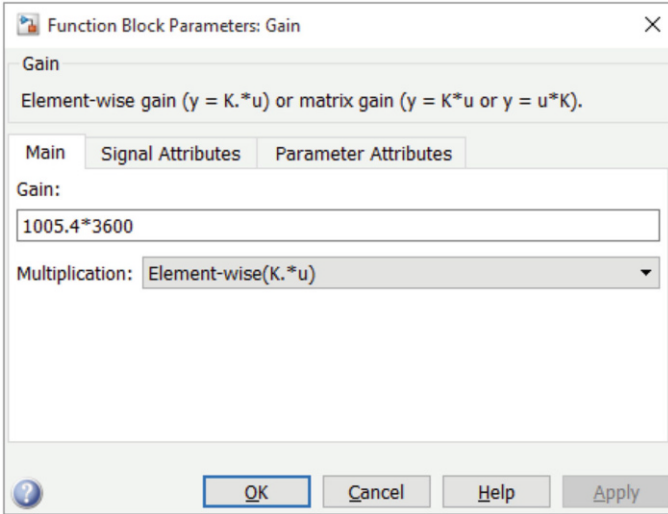 Function Block Parameters: Gain
Gain
Element-wise gain (y = K.*u) or matrix gain (y = K*u or y = u*K).
Main Signal Attributes Parameter Attributes
Gain:
1005.4*3600
Multiplication: Element-wise(K.*u)
OK Cancel Help Apply